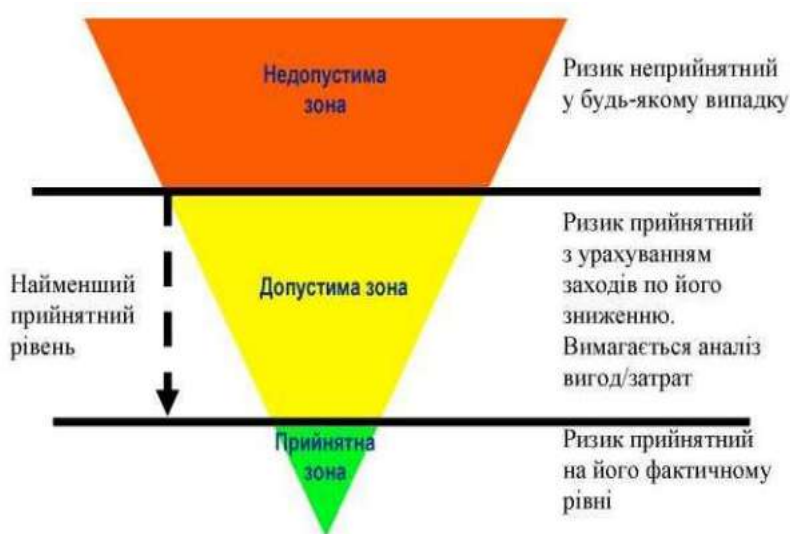 Недопустима
зона
Ризик неприйнятний
у будь-якому випадку
Найменший
прийнятний
рівень
Допустима зона
Ризик прийнятний
з урахуванням
заходів по його
зниженню.
Вимагається аналіз
вигод/затрат
Прийнятна
зона
Ризик прийнятний
на його фактичному
рівні